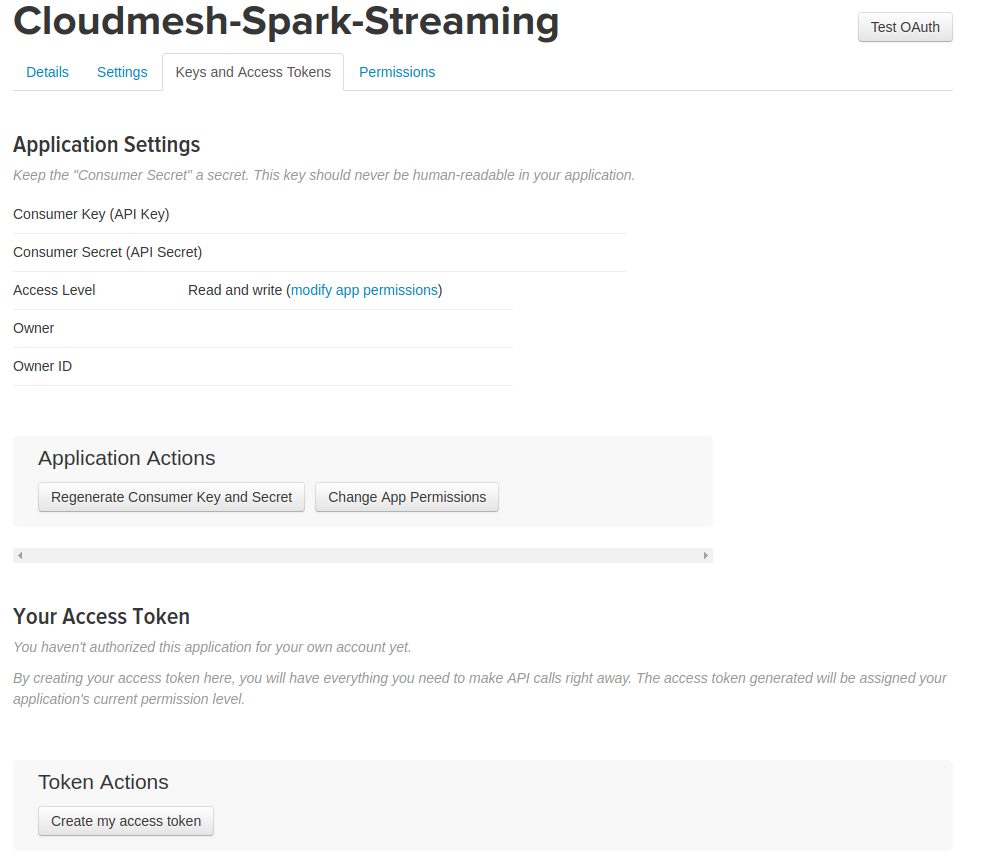 Cloudmesh-Spark-Streaming
Test OAuth
Details Settings Keys and Access Tokens Permissions
Application Settings
Keep the "Consumer Secret" a secret. This key should never be human-readable in your application.
Consumer Key (API Key)
Consumer Secret (API Secret)
Access Level Read and write (modify app permissions)
Owner
Owner ID
Application Actions
Regenerate Consumer Key and Secret Change App Permissions
Your Access Token
You haven't authorized this application for your own account yet.
By creating your access token here, you will have everything you need to make API calls right away. The access token generated will be assigned your
application's current permission level.
Token Actions
Create my access token